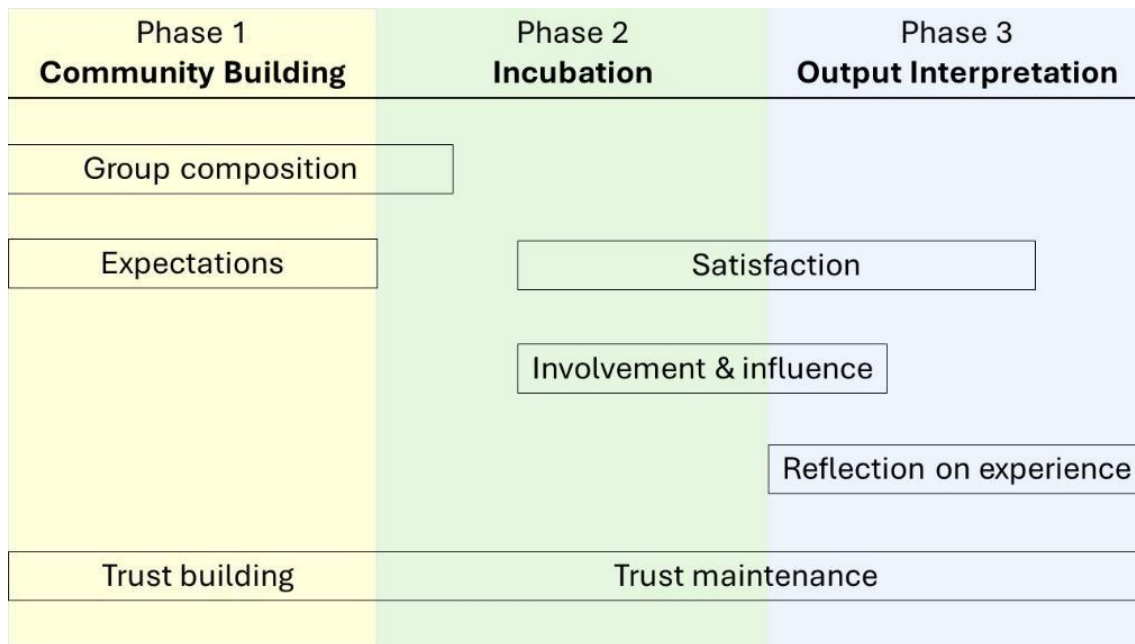 Phase 1
Community Building
Phase 2
Incubation
Phase 3
Output Interpretation
Group composition
Expectations
Satisfaction
Involvement & influence
Reflection on experience
Trust building
Trust maintenance